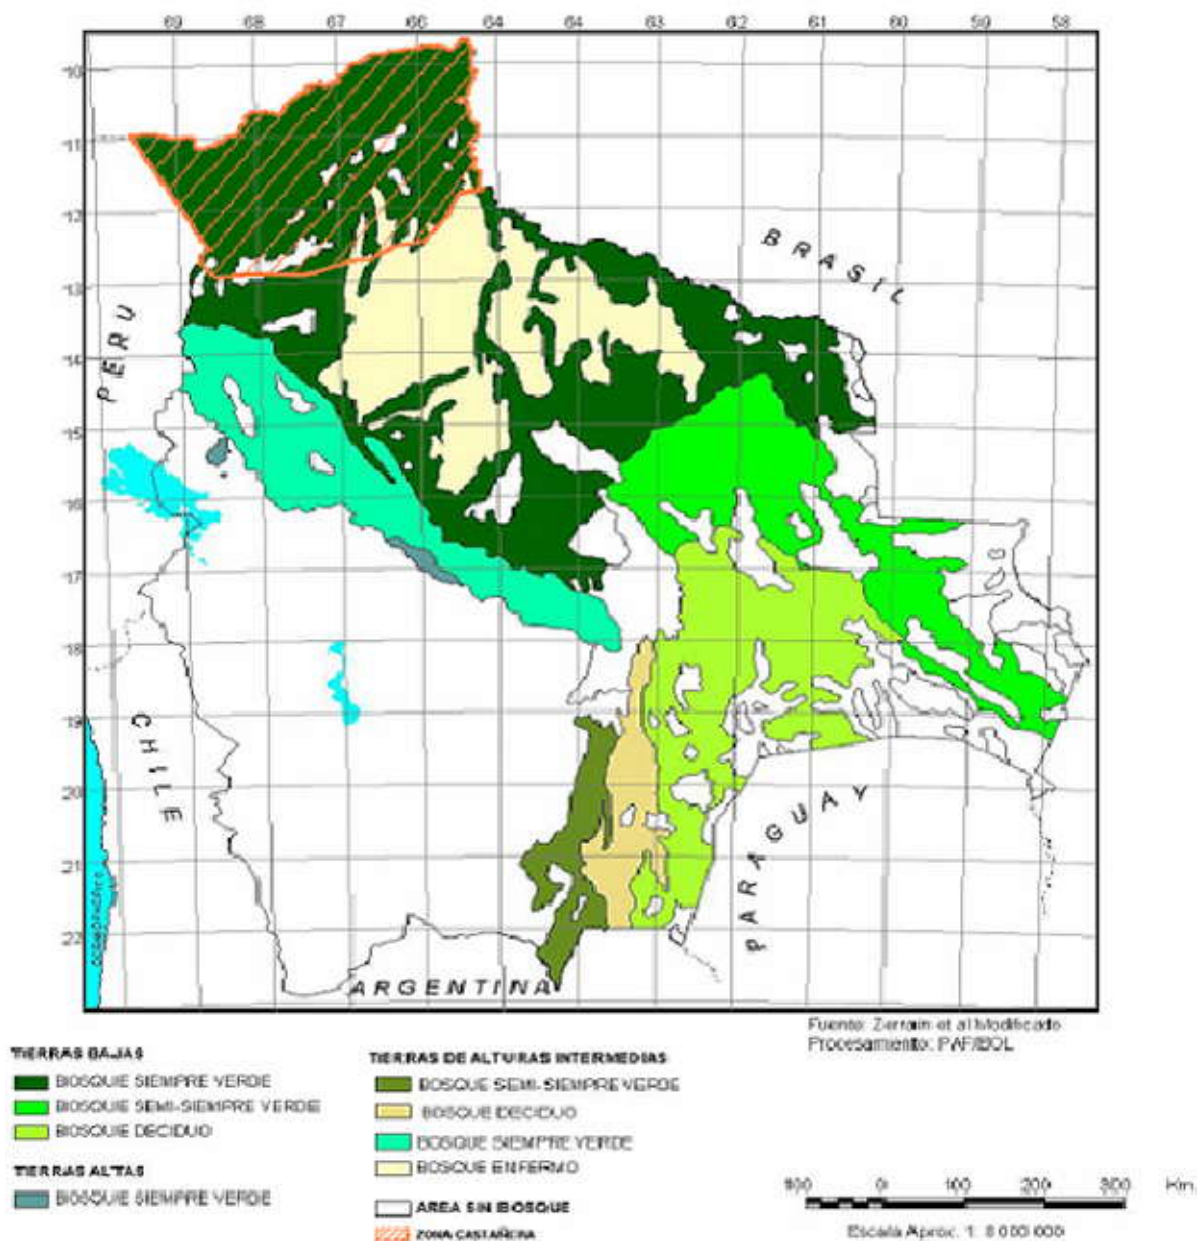 69 68 67 66 64 64 63 62 61 60 59 58
10
11
12
13
14
15
16
17
18
19
20
21
22
BRASIL
PERU
CHILE
PARAGUAY
ARGENTINA
Fuente: Zerrain et al Modificado
Procesamiento: PAF/BOL
TIERRAS BAJAS
BOSQUE SIEMPRE VERDE
BOSQUE SEMI-SIEMPRE VERDE
BOSQUE DECIDUO
TIERRAS ALTAS
BOSQUE SIEMPRE VERDE
TIERRAS DE ALTURAS INTERMEDIAS
BOSQUE SEMI-SIEMPRE VERDE
BOSQUE DECIDUO
BOSQUE SIEMPRE VERDE
BOSQUE ENFERMO
AREA SIN BOSQUE
ZONA CASTAÑERA
100 0 100 200 300 Km.
Escala Aprox. 1: 8 000 000